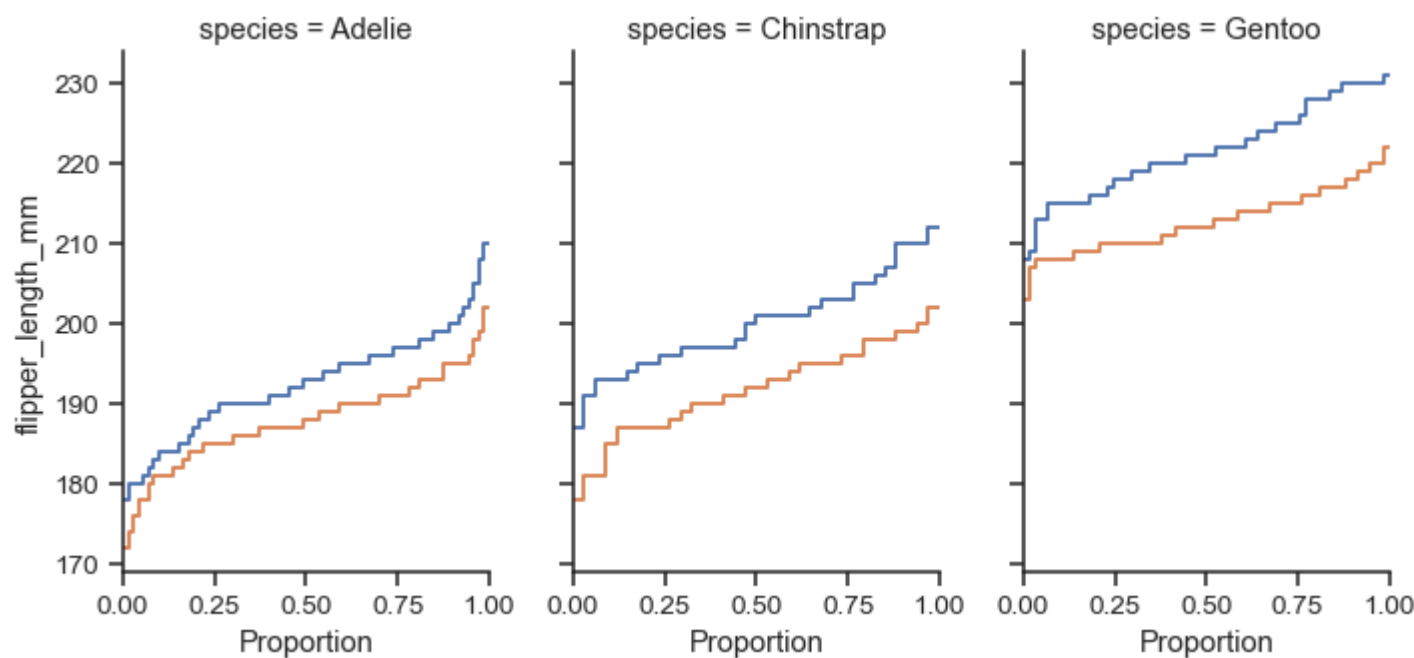 species = Adelie
species = Chinstrap
species = Gentoo
flipper_length_mm
230
220
210
200
190
180
170
0.00 0.25 0.50 0.75 1.00
0.00 0.25 0.50 0.75 1.00
0.00 0.25 0.50 0.75 1.00
Proportion
Proportion
Proportion